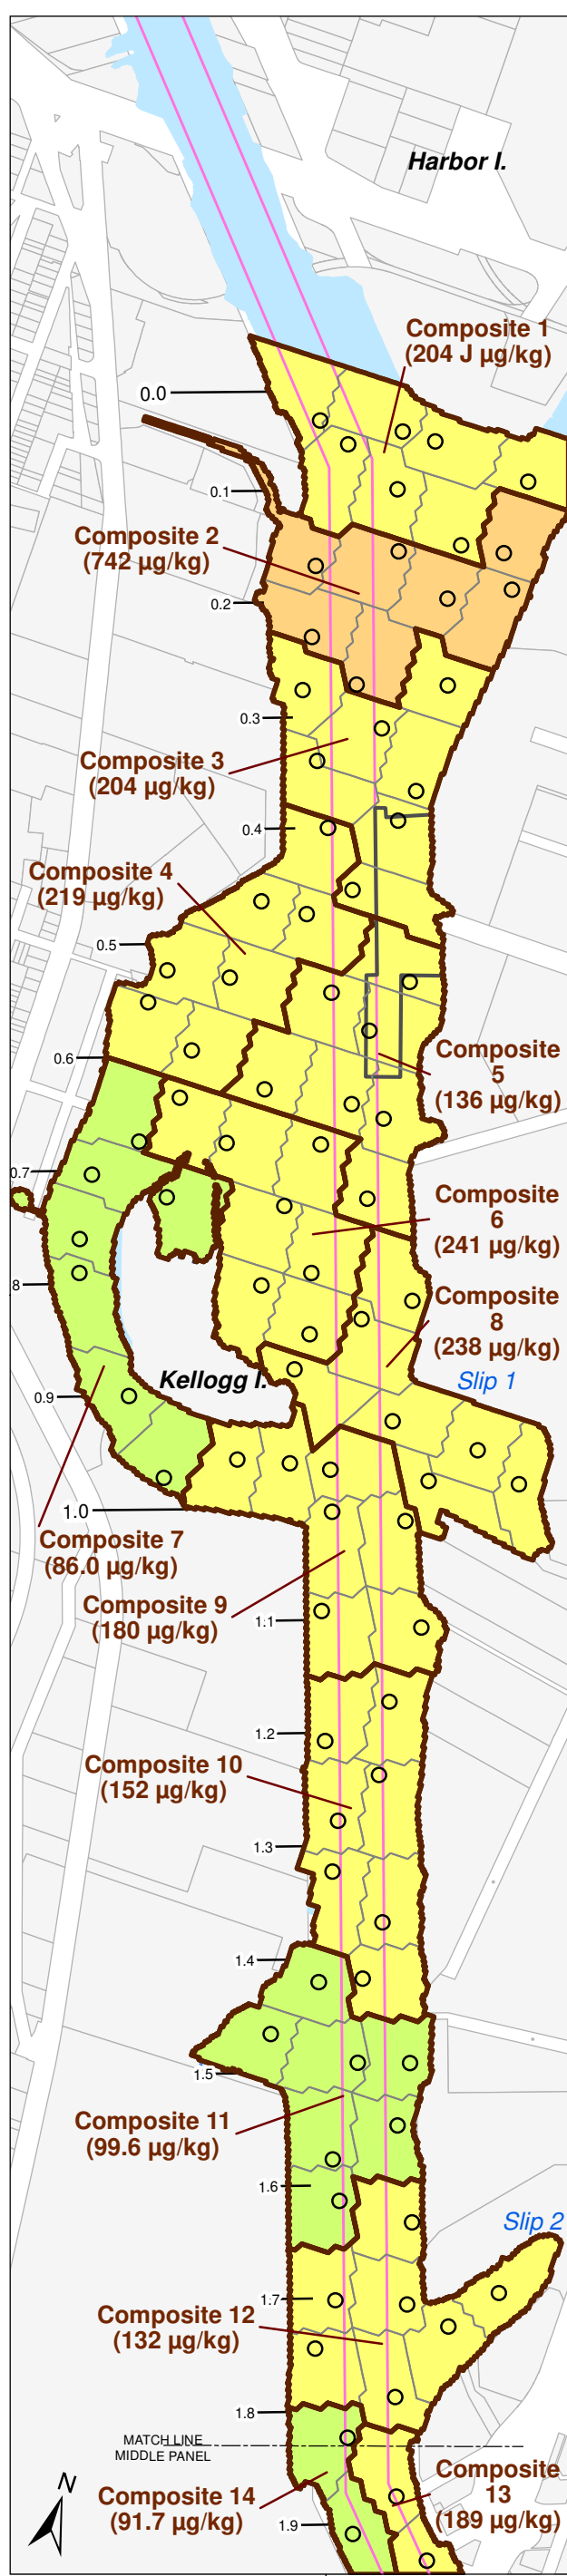 Harbor I.
Composite 1
(204 J µg/kg)
0.0
0.1
Composite 2
(742 µg/kg)
0.2
0.3
Composite 3
(204 µg/kg)
0.4
Composite 4
(219 µg/kg)
0.5
Composite
5
(136 µg/kg)
0.6
0.7
Composite
6
(241 µg/kg)
8
Composite
8
(238 µg/kg)
Kellogg I.
Slip 1
0.9
1.0
Composite 7
(86.0 µg/kg)
Composite 9
(180 µg/kg)
1.1
1.2
Composite 10
(152 µg/kg)
1.3
1.4
1.5
Composite 11
(99.6 µg/kg)
1.6
Slip 2
1.7
Composite 12
(132 µg/kg)
1.8
MATCH LINE
MIDDLE PANEL
Composite
13
(189 µg/kg)
N
Composite 14
(91.7 µg/kg)
1.9